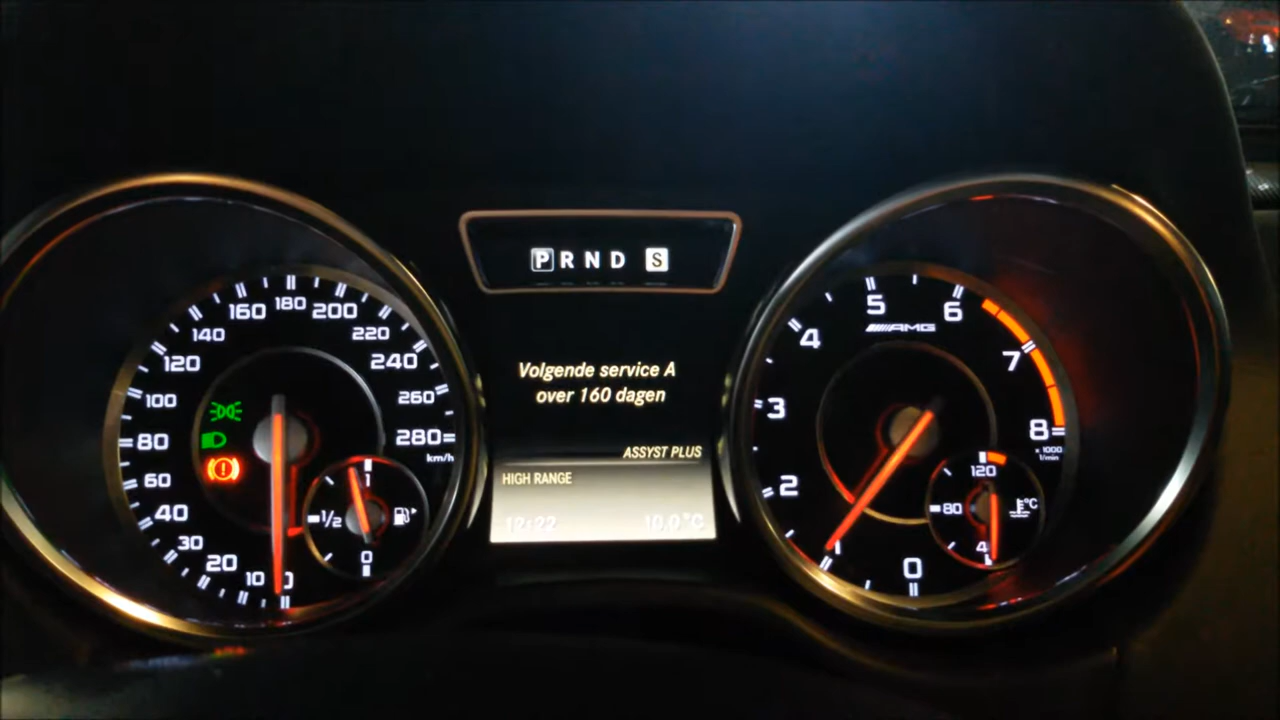 P R N D S
Volgende service A
over 160 dagen
ASSYST PLUS
HIGH RANGE
12:22 10.0 °C
0
10
20
30
40
60
80
100
120
140
160
180
200
220
240
260
280
km/h
1
1/2
0
0
1
2
3
4
5
6
7
8
AMG
x 1000
1/min
120
80
°C